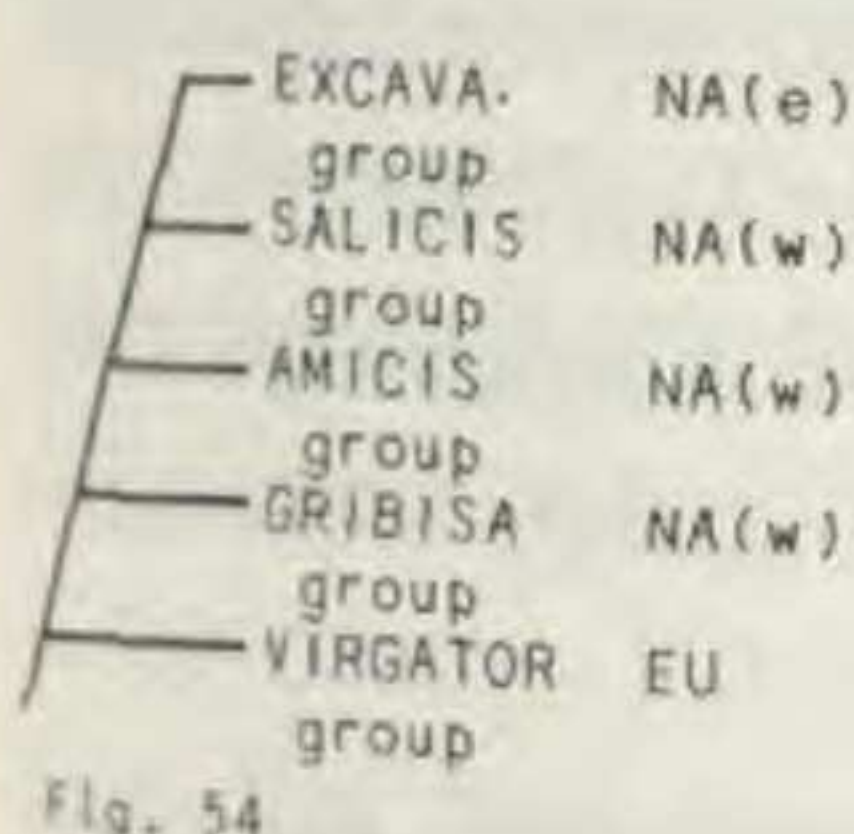 EXCAVA. NA(e)
group
SALICIS NA(w)
group
AMICIS NA(w)
group
GRIBISA NA(w)
group
VIRGATOR EU
group
Fig. 54